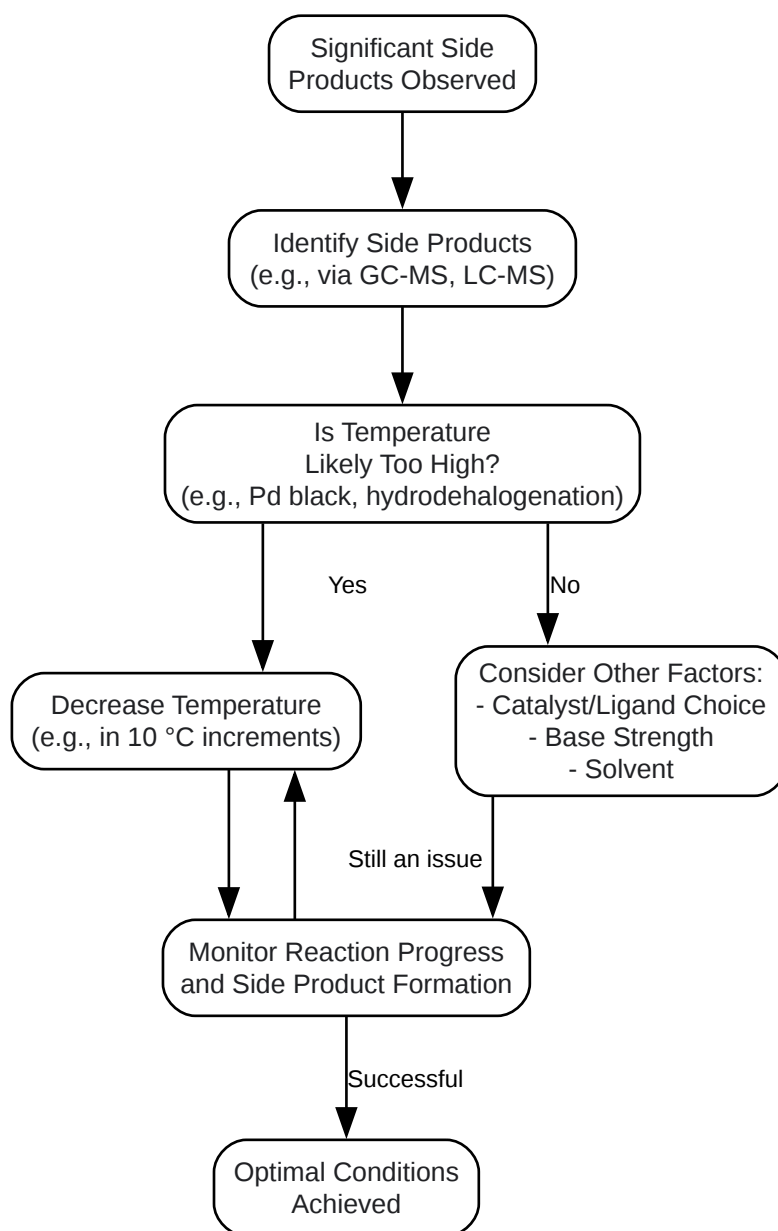 Significant Side
Products Observed
Identify Side Products
(e.g., via GC-MS, LC-MS)
Is Temperature
Likely Too High?
(e.g., Pd black, hydrodehalogenation)
Yes
No
Decrease Temperature
(e.g., in 10 °C increments)
Consider Other Factors:
- Catalyst/Ligand Choice
- Base Strength
- Solvent
Still an issue
Monitor Reaction Progress
and Side Product Formation
Successful
Optimal Conditions
Achieved